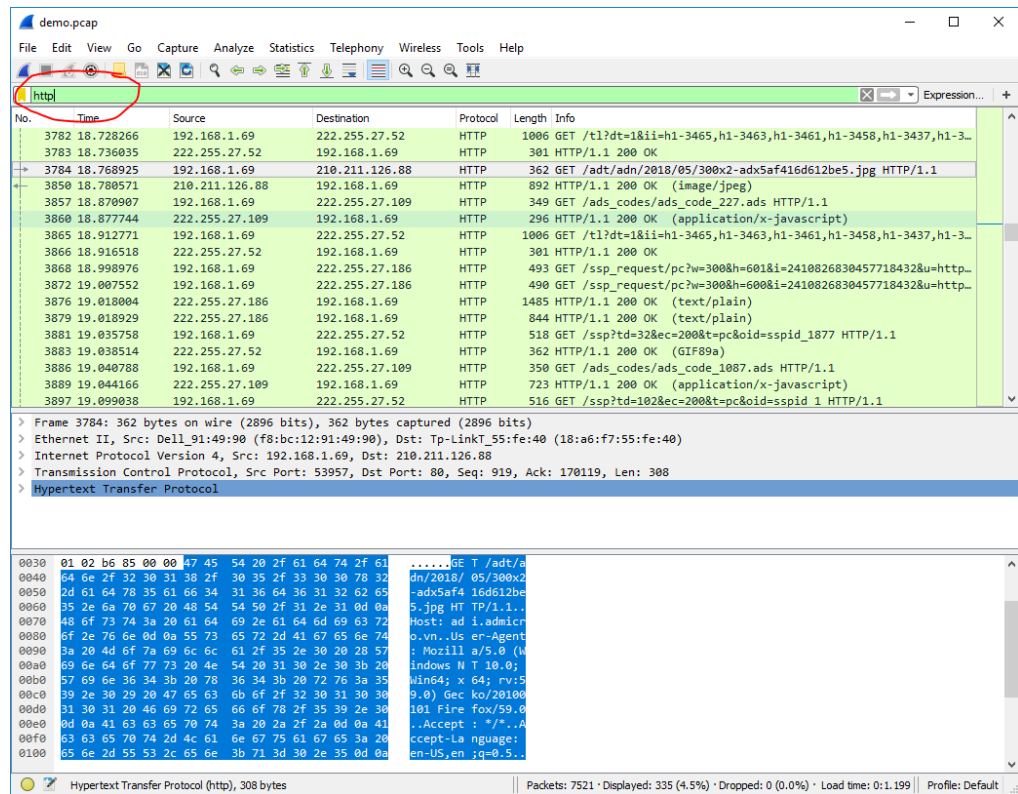 demo.pcap
File Edit View Go Capture Analyze Statistics Telephony Wireless Tools Help
http
Expression... +
No. Time Source Destination Protocol Length Info
3782 18.728266 192.168.1.69 222.255.27.52 HTTP 1006 GET /tl?dt=1&ii=h1-3465,h1-3463,h1-3461,h1-3458,h1-3437,h1-3…
3783 18.736035 222.255.27.52 192.168.1.69 HTTP 301 HTTP/1.1 200 OK
3784 18.768925 192.168.1.69 210.211.126.88 HTTP 362 GET /adt/adn/2018/05/300x2-adx5af416d612be5.jpg HTTP/1.1
3850 18.780571 210.211.126.88 192.168.1.69 HTTP 892 HTTP/1.1 200 OK (image/jpeg)
3857 18.870907 192.168.1.69 222.255.27.109 HTTP 349 GET /ads_codes/ads_code_227.ads HTTP/1.1
3860 18.877744 222.255.27.109 192.168.1.69 HTTP 296 HTTP/1.1 200 OK (application/x-javascript)
3865 18.912771 192.168.1.69 222.255.27.52 HTTP 1006 GET /tl?dt=1&ii=h1-3465,h1-3463,h1-3461,h1-3458,h1-3437,h1-3…
3866 18.916518 222.255.27.52 192.168.1.69 HTTP 301 HTTP/1.1 200 OK
3868 18.998976 192.168.1.69 222.255.27.186 HTTP 493 GET /ssp_request/pc?w=300&h=601&i=2410826830457718432&u=http…
3872 19.007552 192.168.1.69 222.255.27.186 HTTP 490 GET /ssp_request/pc?w=300&h=600&i=2410826830457718432&u=http…
3876 19.018004 222.255.27.186 192.168.1.69 HTTP 1485 HTTP/1.1 200 OK (text/plain)
3879 19.018929 222.255.27.186 192.168.1.69 HTTP 844 HTTP/1.1 200 OK (text/plain)
3881 19.035758 192.168.1.69 222.255.27.52 HTTP 518 GET /ssp?td=32&ec=200&t=pc&oid=sspid_1877 HTTP/1.1
3883 19.038514 222.255.27.52 192.168.1.69 HTTP 362 HTTP/1.1 200 OK (GIF89a)
3886 19.040788 192.168.1.69 222.255.27.109 HTTP 350 GET /ads_codes/ads_code_1087.ads HTTP/1.1
3889 19.044166 222.255.27.109 192.168.1.69 HTTP 723 HTTP/1.1 200 OK (application/x-javascript)
3897 19.099038 192.168.1.69 222.255.27.52 HTTP 516 GET /ssp?td=102&ec=200&t=pc&oid=sspid 1 HTTP/1.1
> Frame 3784: 362 bytes on wire (2896 bits), 362 bytes captured (2896 bits)
> Ethernet II, Src: Dell_91:49:90 (f8:bc:12:91:49:90), Dst: Tp-LinkT_55:fe:40 (18:a6:f7:55:fe:40)
> Internet Protocol Version 4, Src: 192.168.1.69, Dst: 210.211.126.88
> Transmission Control Protocol, Src Port: 53957, Dst Port: 80, Seq: 919, Ack: 170119, Len: 308
> Hypertext Transfer Protocol
0030 01 02 b6 85 00 00 47 45 54 20 2f 61 64 74 2f 61 ......GE T /adt/a
0040 64 6e 2f 32 30 31 38 2f 30 35 2f 33 30 30 78 32 dn/2018/ 05/300x2
0050 2d 61 64 78 35 61 66 34 31 36 64 36 31 32 62 65 -adx5af4 16d612be
0060 35 2e 6a 70 67 20 48 54 54 50 2f 31 2e 31 0d 0a 5.jpg HT TP/1.1..
0070 48 6f 73 74 3a 20 61 64 69 2e 61 64 6d 69 63 72 Host: ad i.admicr
0080 6f 2e 76 6e 0d 0a 55 73 65 72 2d 41 67 65 6e 74 o.vn..Us er-Agent
0090 3a 20 4d 6f 7a 69 6c 6c 61 2f 35 2e 30 20 28 57 : Mozill a/5.0 (W
00a0 69 6e 64 6f 77 73 20 4e 54 20 31 30 2e 30 3b 20 indows N T 10.0;
00b0 57 69 6e 36 34 3b 20 78 36 34 3b 20 72 76 3a 35 Win64; x 64; rv:5
00c0 39 2e 30 29 20 47 65 63 6b 6f 2f 32 30 31 30 30 9.0) Gec ko/20100
00d0 31 30 31 20 46 69 72 65 66 6f 78 2f 35 39 2e 30 101 Fire fox/59.0
00e0 0d 0a 41 63 63 65 70 74 3a 20 2a 2f 2a 0d 0a 41 ..Accept : */*..A
00f0 63 63 65 70 74 2d 4c 61 6e 67 75 61 67 65 3a 20 ccept-La nguage:
0100 65 6e 2d 55 53 2c 65 6e 3b 71 3d 30 2e 35 0d 0a en-US,en ;q=0.5..
Hypertext Transfer Protocol (http), 308 bytes Packets: 7521 · Displayed: 335 (4.5%) · Dropped: 0 (0.0%) · Load time: 0:1.199 Profile: Default